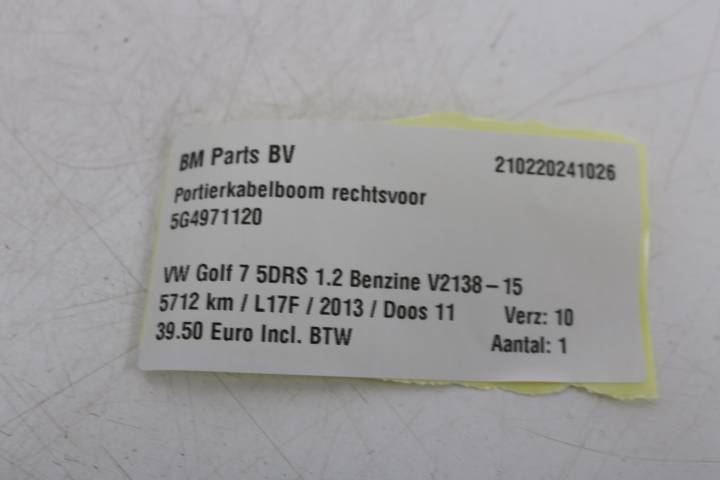 BM Parts BV 210220241026
Portierkabelboom rechtsvoor
5G4971120
VW Golf 7 5DRS 1.2 Benzine V2138-15
5712 km / L17F / 2013 / Doos 11 Verz: 10
39.50 Euro Incl. BTW Aantal: 1